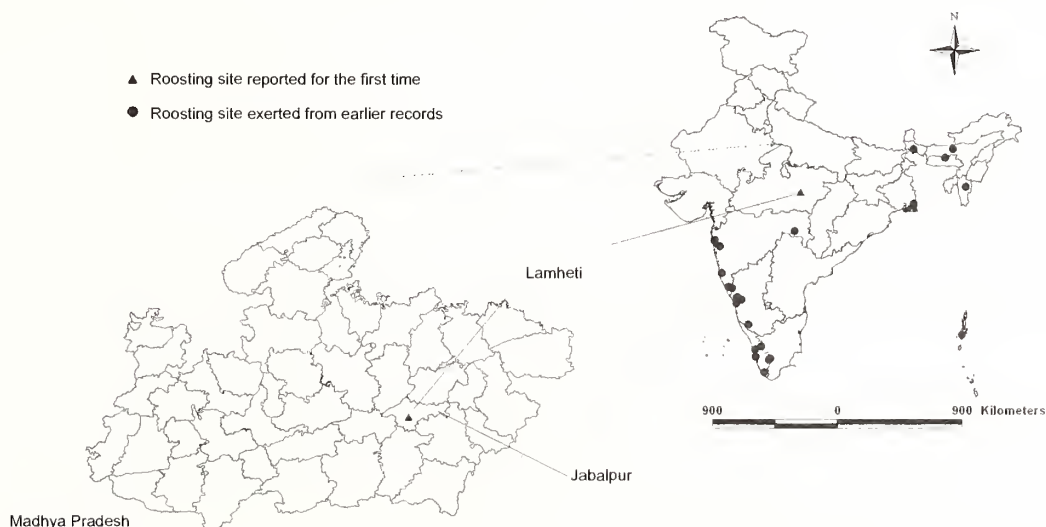 N
Roosting site reported for the first time
Roosting site exerted from earlier records
Lamheti
900 0 900 Kilometers
Jabalpur
Madhya Pradesh